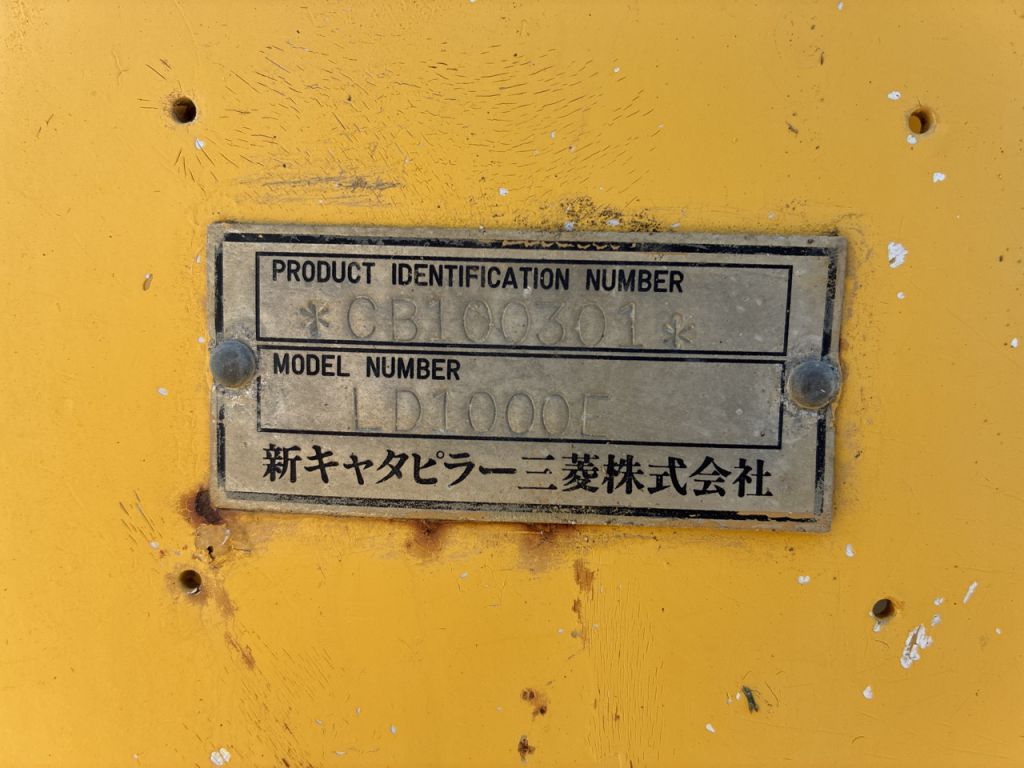 PRODUCT IDENTIFICATION NUMBER
*CB100301*
MODEL NUMBER
LD1000E
新キャタピラー三菱株式会社